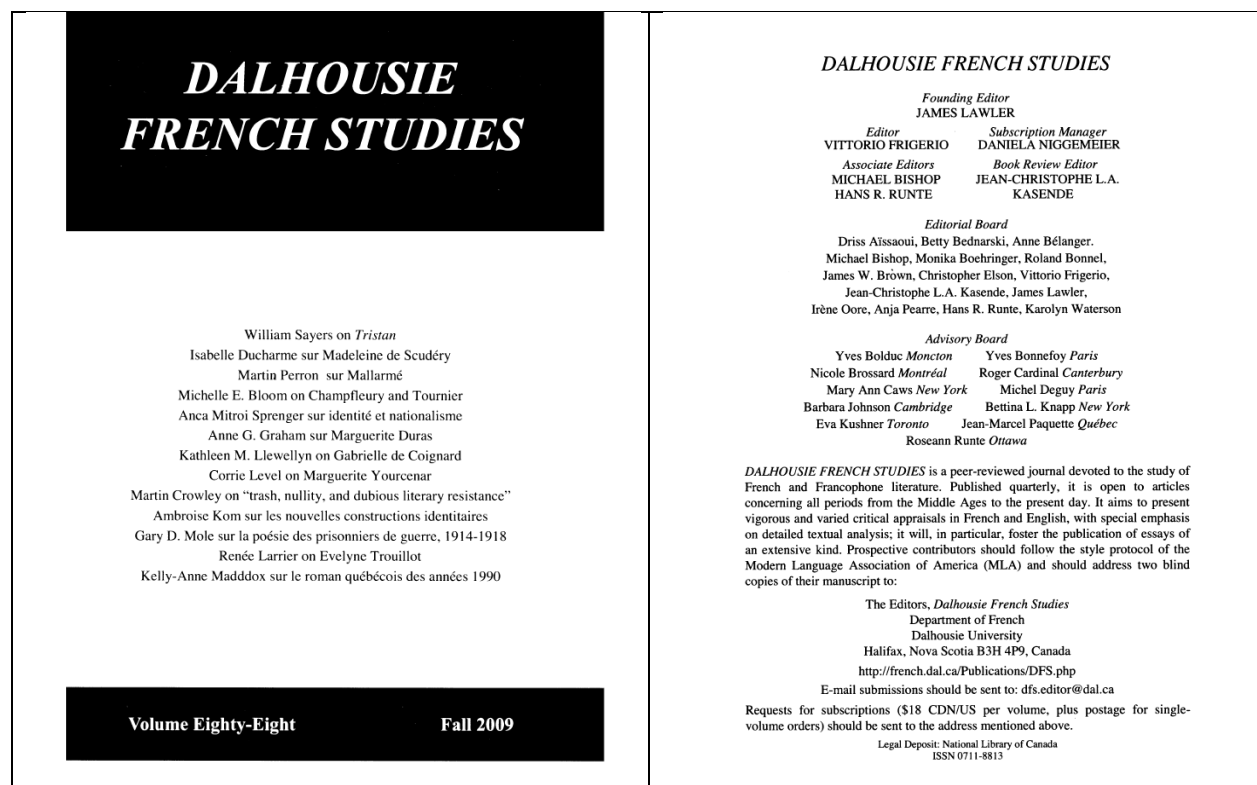 DALHOUSIE
FRENCH STUDIES
William Sayers on Tristan
Isabelle Ducharme sur Madeleine de Scudéry
Martin Perron sur Mallarmé
Michelle E. Bloom on Champfleury and Tournier
Anca Mitroi Sprenger sur identité et nationalisme
Anne G. Graham sur Marguerite Duras
Kathleen M. Llewellyn on Gabrielle de Coignard
Corrie Level on Marguerite Yourcenar
Martin Crowley on “trash, nullity, and dubious literary resistance”
Ambroise Kom sur les nouvelles constructions identitaires
Gary D. Mole sur la poésie des prisonniers de guerre, 1914-1918
Renée Larrier on Evelyne Trouillot
Kelly-Anne Madddox sur le roman québécois des années 1990
Volume Eighty-Eight Fall 2009
DALHOUSIE FRENCH STUDIES
Founding Editor
JAMES LAWLER
Editor Subscription Manager
VITTORIO FRIGERIO DANIELA NIGGEMEIER
Associate Editors Book Review Editor
MICHAEL BISHOP JEAN-CHRISTOPHE L.A.
HANS R. RUNTE KASENDE
Editorial Board
Driss Aïssaoui, Betty Bednarski, Anne Bélanger.
Michael Bishop, Monika Boehringer, Roland Bonnel,
James W. Brown, Christopher Elson, Vittorio Frigerio,
Jean-Christophe L.A. Kasende, James Lawler,
Irène Oore, Anja Pearre, Hans R. Runte, Karolyn Waterson
Advisory Board
Yves Bolduc Moncton Yves Bonnefoy Paris
Nicole Brossard Montréal Roger Cardinal Canterbury
Mary Ann Caws New York Michel Deguy Paris
Barbara Johnson Cambridge Bettina L. Knapp New York
Eva Kushner Toronto Jean-Marcel Paquette Québec
Roseann Runte Ottawa
DALHOUSIE FRENCH STUDIES is a peer-reviewed journal devoted to the study of
French and Francophone literature. Published quarterly, it is open to articles
concerning all periods from the Middle Ages to the present day. It aims to present
vigorous and varied critical appraisals in French and English, with special emphasis
on detailed textual analysis; it will, in particular, foster the publication of essays of
an extensive kind. Prospective contributors should follow the style protocol of the
Modern Language Association of America (MLA) and should address two blind
copies of their manuscript to:
The Editors, Dalhousie French Studies
Department of French
Dalhousie University
Halifax, Nova Scotia B3H 4P9, Canada
http://french.dal.ca/Publications/DFS.php
E-mail submissions should be sent to: dfs.editor@dal.ca
Requests for subscriptions ($18 CDN/US per volume, plus postage for single-
volume orders) should be sent to the address mentioned above.
Legal Deposit: National Library of Canada
ISSN 0711-8813